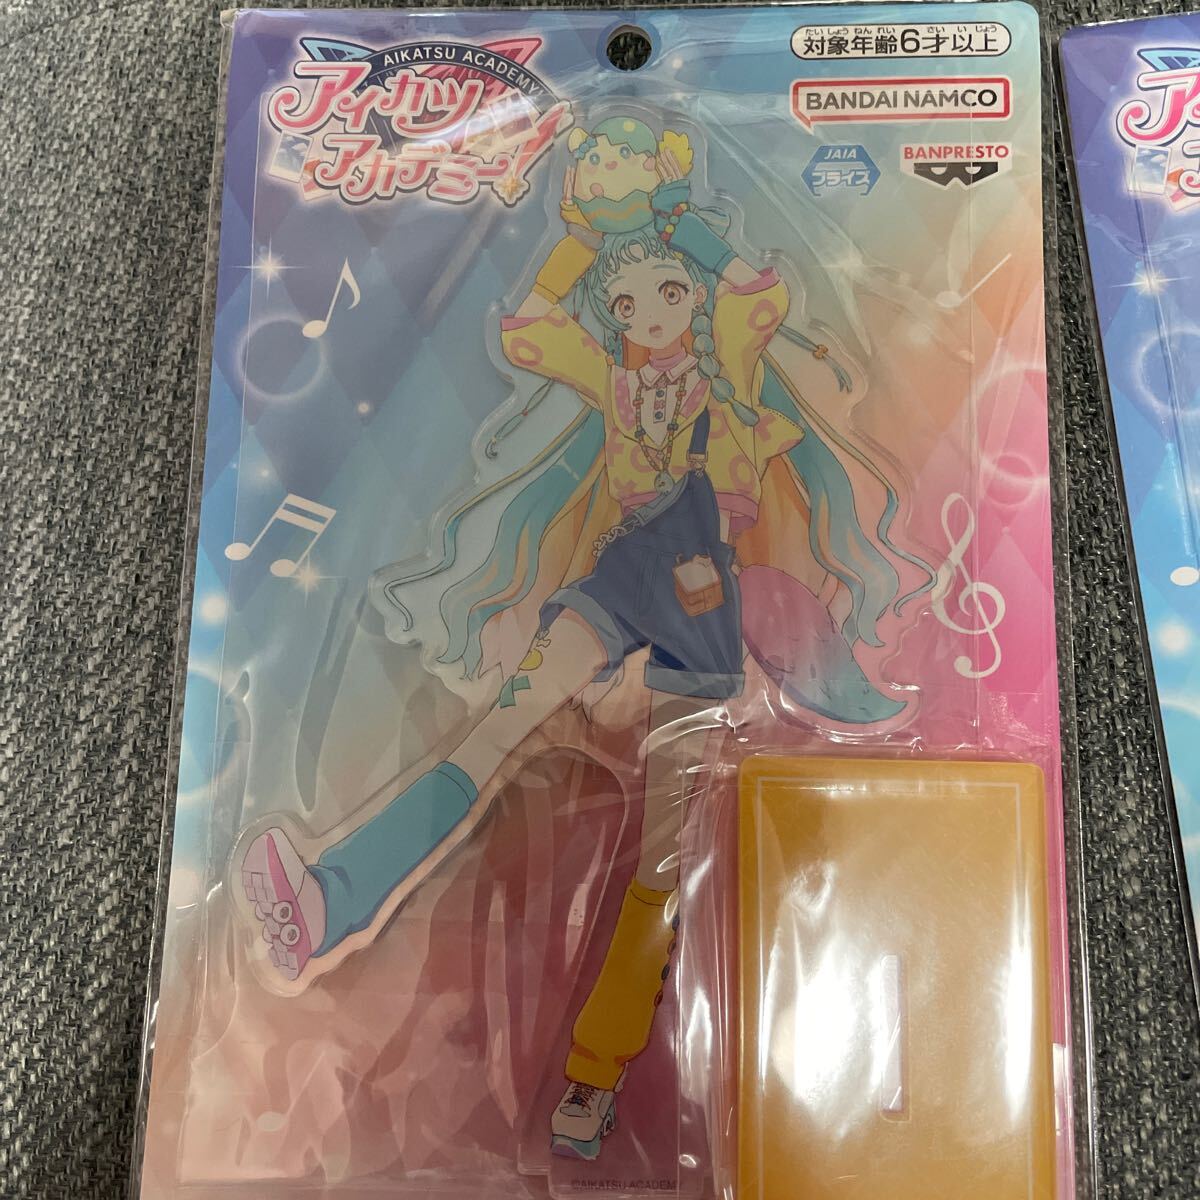 AIKATSU ACADEMY!
アイカツ
アカデミー!
たいしょうねんれい さい いじょう
対象年齢6才以上
BANDAI NAMCO
JAIA
プライズ
BANPRESTO
©AIKATSU ACADEMY
ア